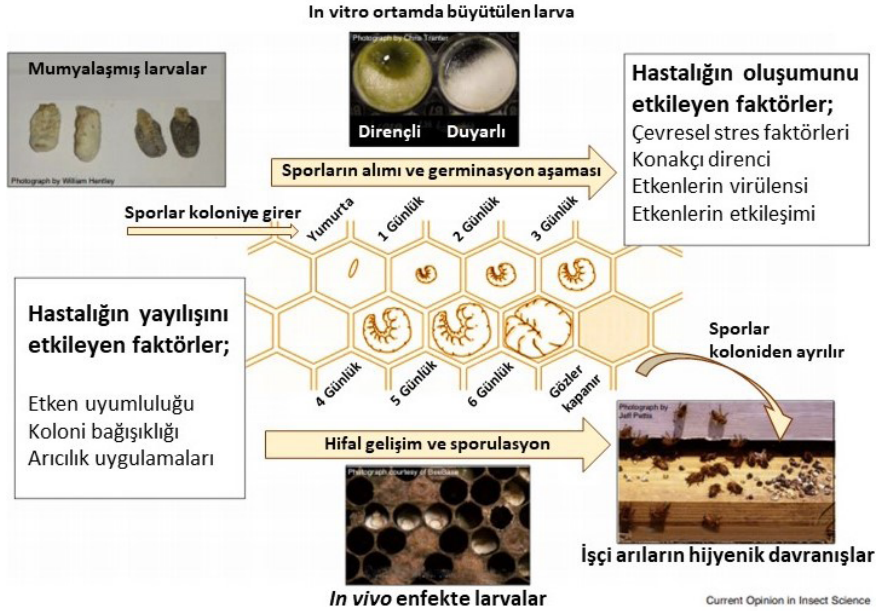 In vitro ortamda büyütülen larva
Photograph by Chris Tranter
Mumyalaşmış larvalar
Dirençli Duyarlı
Photograph by William Hentley
Hastalığın oluşumunu
etkileyen faktörler;
Çevresel stres faktörleri
Konakçı direnci
Etkenlerin virülensi
Etkenlerin etkileşimi
Sporların alımı ve germinasyon aşaması
Sporlar koloniye girer
Yumurta
1 Günlük
2 Günlük
3 Günlük
Hastalığın yayılışını
etkileyen faktörler;
Etken uyumluluğu
Koloni bağışıklığı
Arıcılık uygulamaları
4 Günlük
5 Günlük
6 Günlük
Gözler
kapanır
Sporlar
koloniden ayrılır
Hifal gelişim ve sporulasyon
Photograph by
Jeff Pettis
Photograph courtesy of Beebase
İşçi arıların hijyenik davranışlar
In vivo enfekte larvalar
Current Opinion in Insect Science